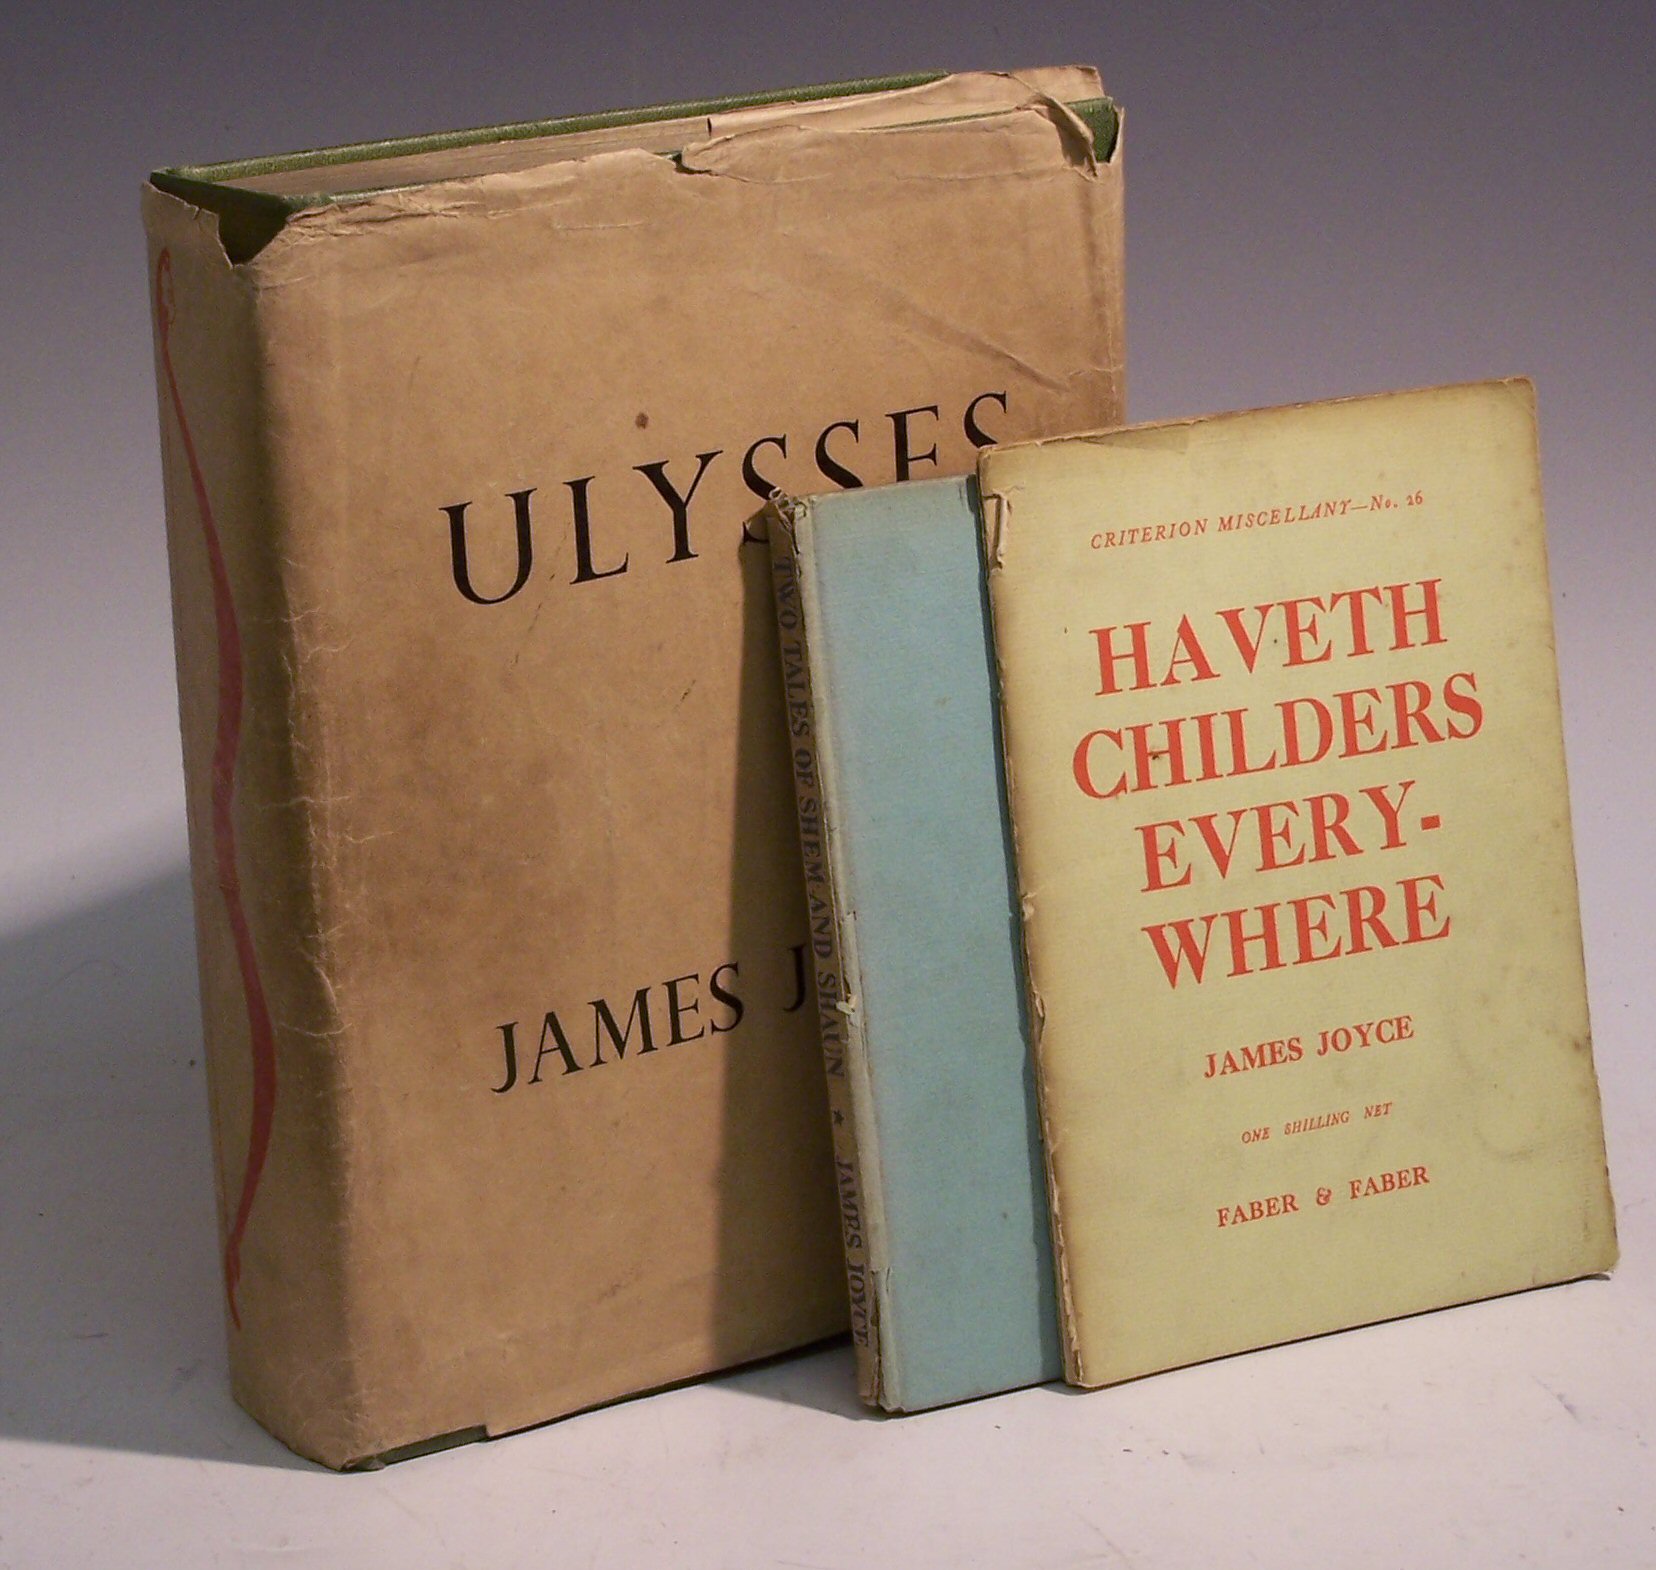 ULYSSES
JAMES J
TWO TALES OF SHEM AND SHAUN * JAMES JOYCE
CRITERION MISCELLANY—No. 26
HAVETH
CHILDERS
EVERY-
WHERE
JAMES JOYCE
ONE SHILLING NET
FABER & FABER